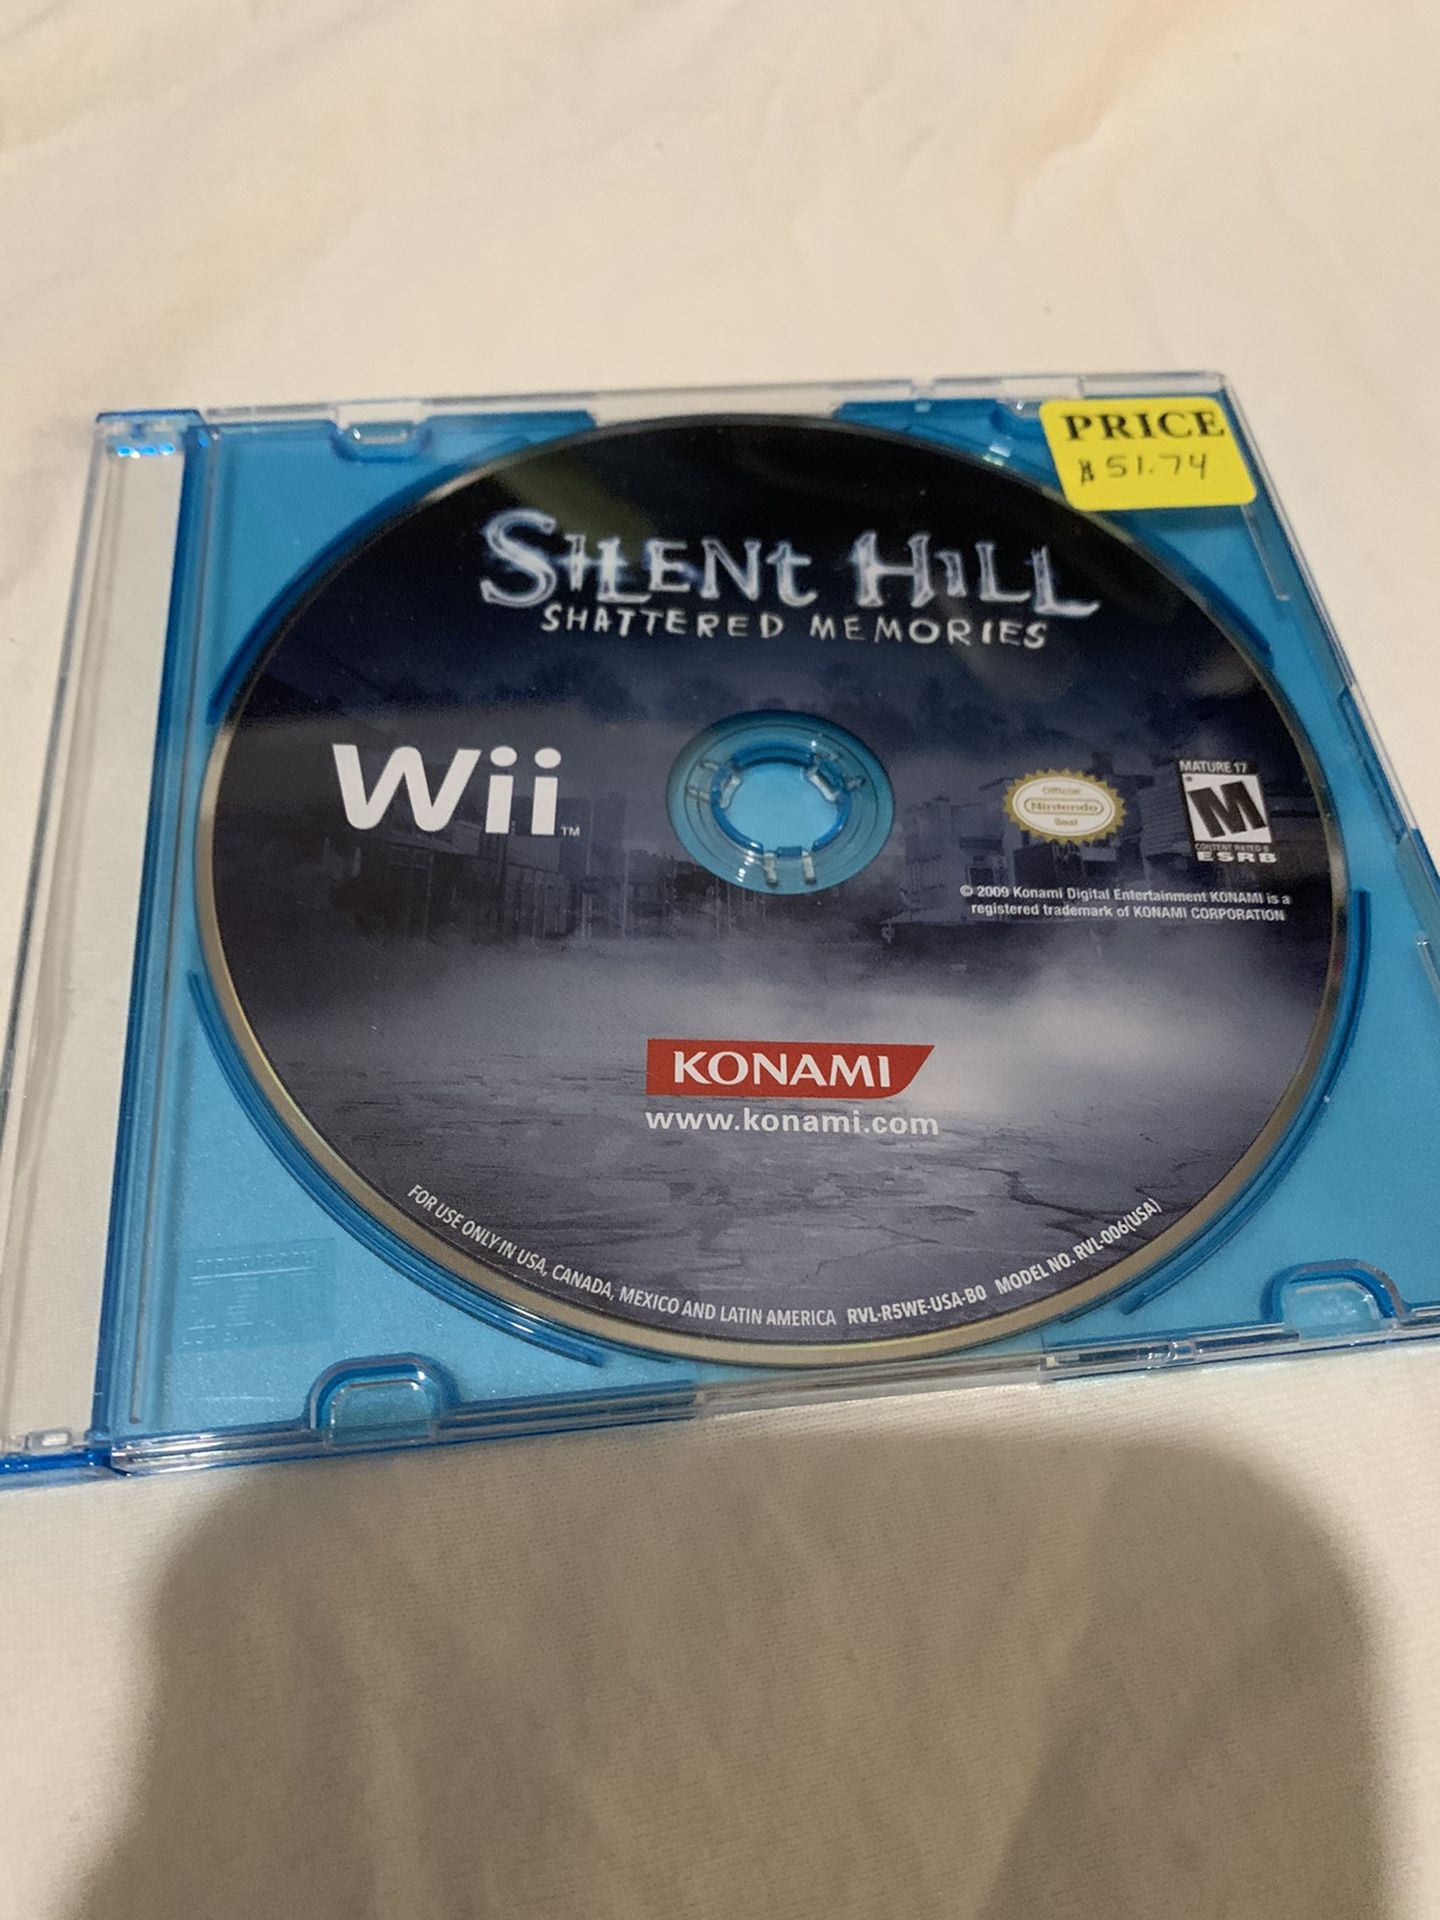 PRICE
$51.74
SILENT HILL
SHATTERED MEMORIES
Wii™
Official
Nintendo
Seal
MATURE 17
M
CONTENT RATED BY
ESRB
© 2009 Konami Digital Entertainment KONAMI is a
registered trademark of KONAMI CORPORATION
KONAMI
www.konami.com
FOR USE ONLY IN USA, CANADA, MEXICO AND LATIN AMERICA RVL-R5WE-USA-B0 MODEL NO. RVL-006(USA)